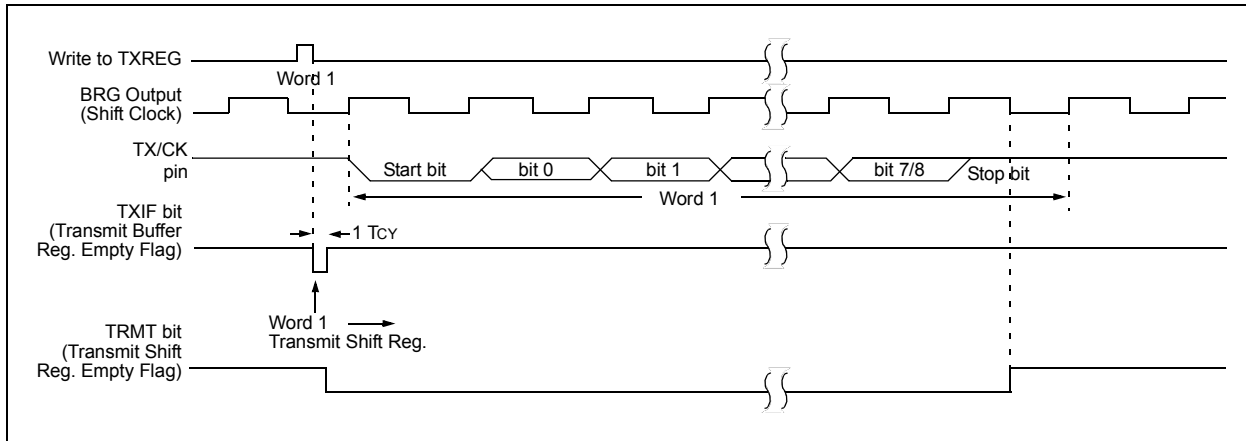 Write to TXREG
Word 1
BRG Output
(Shift Clock)
TX/CK
pin
Start bit
bit 0
bit 1
bit 7/8
Stop bit
Word 1
TXIF bit
(Transmit Buffer
Reg. Empty Flag)
1 TCY
Word 1
Transmit Shift Reg.
TRMT bit
(Transmit Shift
Reg. Empty Flag)